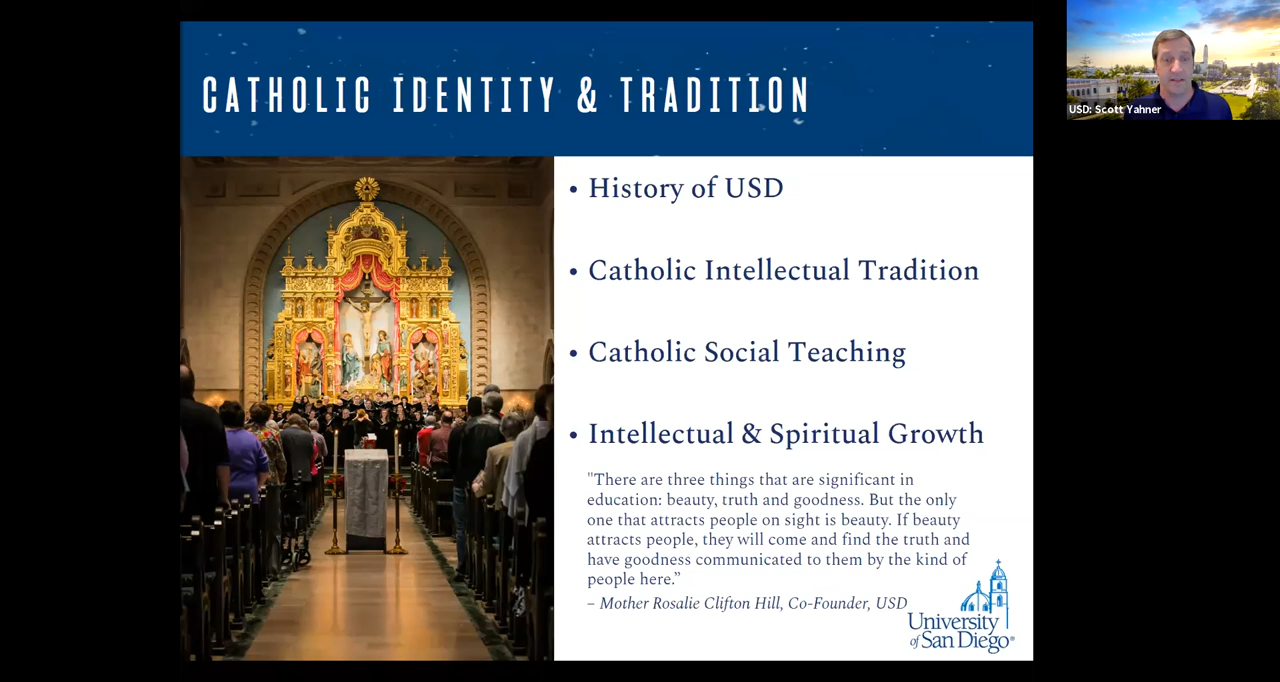 CATHOLIC IDENTITY & TRADITION
USD: Scott Yahner
• History of USD
• Catholic Intellectual Tradition
• Catholic Social Teaching
• Intellectual & Spiritual Growth
"There are three things that are significant in
education: beauty, truth and goodness. But the only
one that attracts people on sight is beauty. If beauty
attracts people, they will come and find the truth and
have goodness communicated to them by the kind of
people here.”
– Mother Rosalie Clifton Hill, Co-Founder, USD
University
of San Diego®